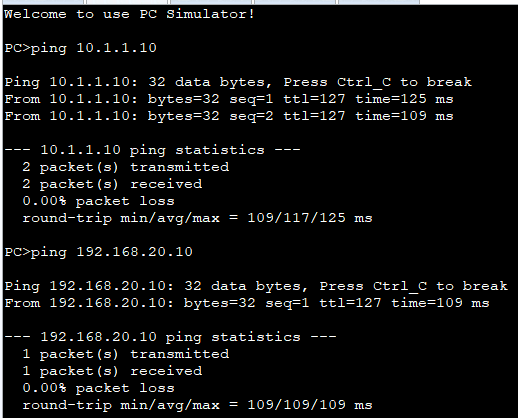 Welcome to use PC Simulator!
PC>ping 10.1.1.10
Ping 10.1.1.10: 32 data bytes, Press Ctrl_C to break
From 10.1.1.10: bytes=32 seq=1 ttl=127 time=125 ms
From 10.1.1.10: bytes=32 seq=2 ttl=127 time=109 ms
--- 10.1.1.10 ping statistics ---
2 packet(s) transmitted
2 packet(s) received
0.00% packet loss
round-trip min/avg/max = 109/117/125 ms
PC>ping 192.168.20.10
Ping 192.168.20.10: 32 data bytes, Press Ctrl_C to break
From 192.168.20.10: bytes=32 seq=1 ttl=127 time=109 ms
--- 192.168.20.10 ping statistics ---
1 packet(s) transmitted
1 packet(s) received
0.00% packet loss
round-trip min/avg/max = 109/109/109 ms